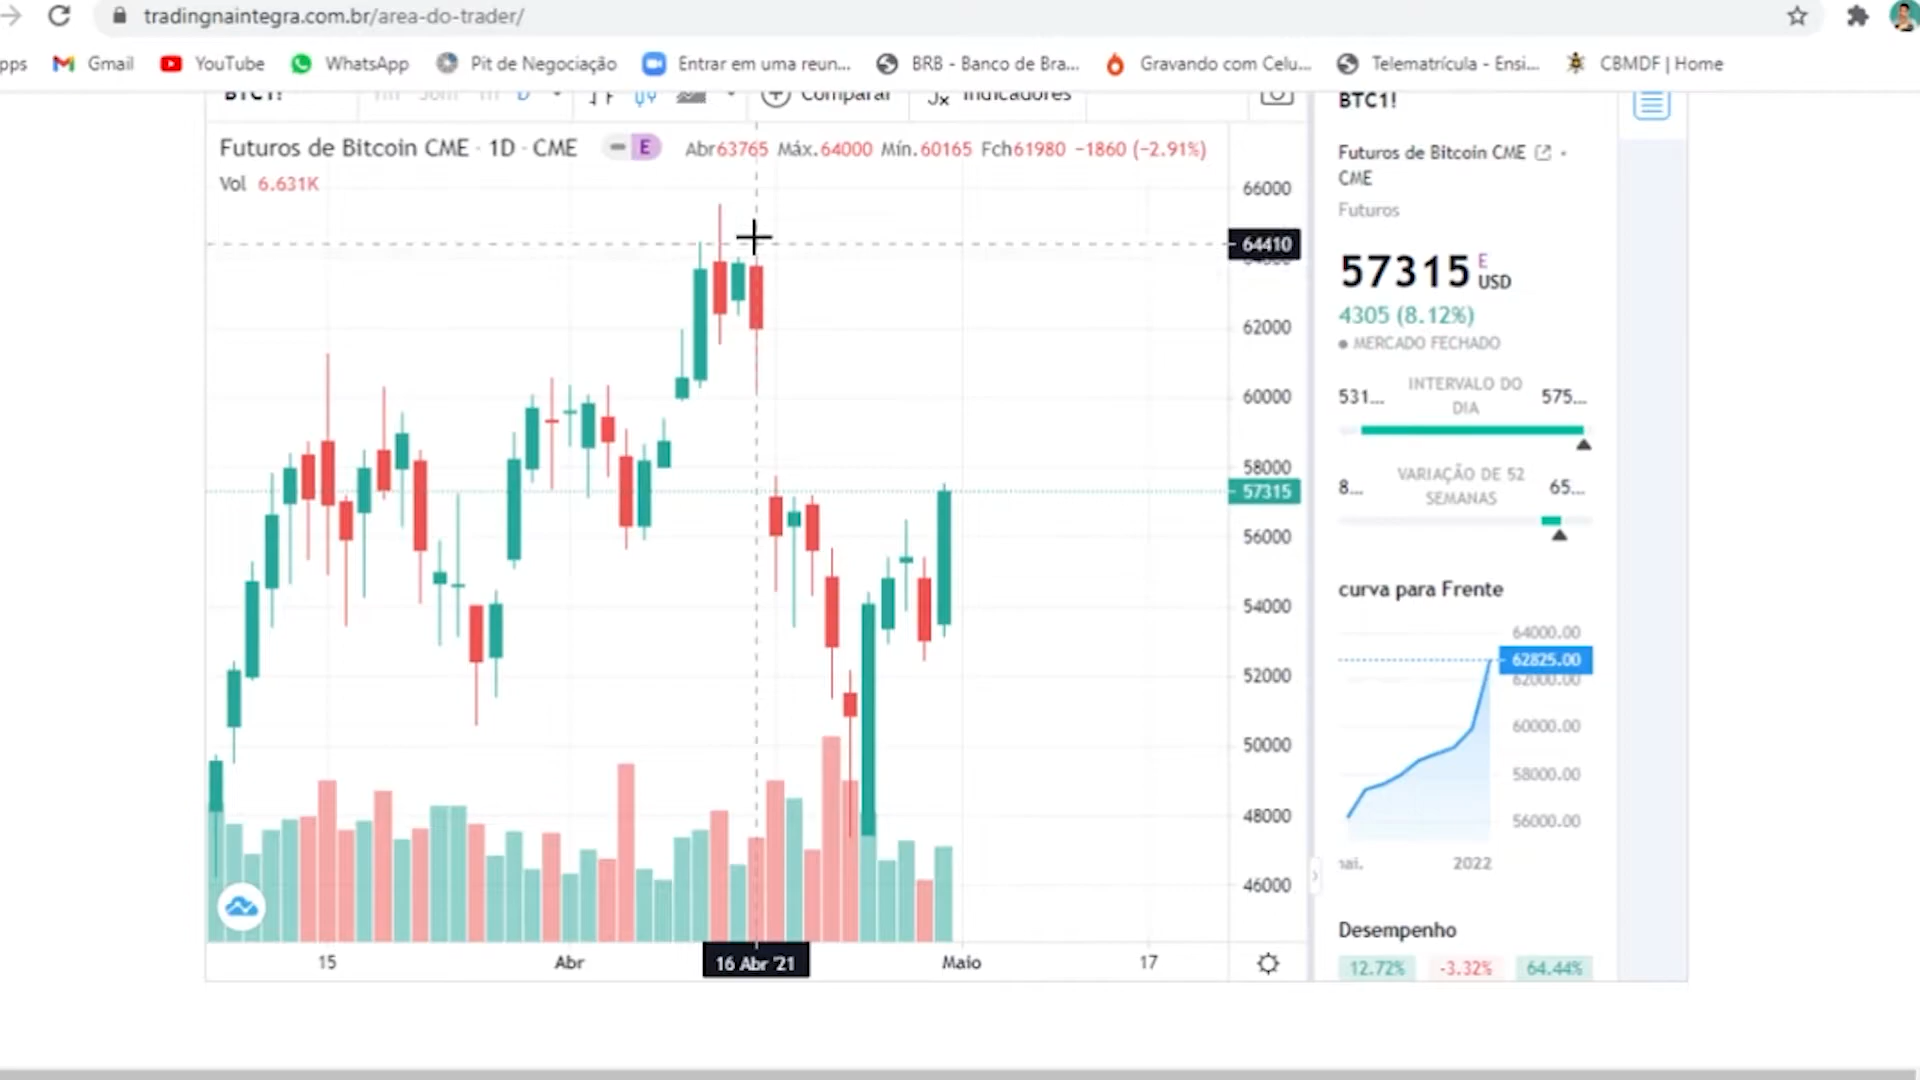 tradingnaintegra.com.br/area-do-trader/
pps Gmail YouTube WhatsApp Pit de Negociação Entrar em uma reun... BRB - Banco de Bra... Gravando com Celu... Telematrícula - Ensi... CBMDF | Home
BTC1! D Comparar Indicadores
Futuros de Bitcoin CME · 1D · CME E Abr63765 Máx.64000 Mín.60165 Fch61980 −1860 (−2.91%)
Vol 6.631K
66000
64410
62000
60000
58000
57315
56000
54000
52000
50000
48000
46000
15 Abr 16 Abr '21 Maio 17
BTC1!
Futuros de Bitcoin CME
CME
Futuros
57315 E USD
4305 (8.12%)
MERCADO FECHADO
531... INTERVALO DO DIA 575...
8... VARIAÇÃO DE 52 SEMANAS 65...
curva para Frente
64000.00
62825.00
62000.00
60000.00
58000.00
56000.00
2022
Desempenho
12.72% -3.32% 64.44%